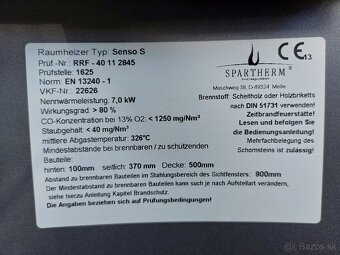 Raumheizer Typ: Senso S
Prüf.-Nr.: RRF - 40 11 2845
Prüfstelle: 1625
Norm: EN 13240 - 1
VKF-Nr.: 22626
Nennwärmeleistung: 7,0 kW
Wirkungsgrad: > 80 %
CO-Konzentration bei 13% O2: < 1250 mg/Nm³
Staubgehalt: < 40 mg/Nm³
mittlere Abgastemperatur: 326°C
Mindestabstände bei brennbaren / zu schützenden
Bauteile:
hinten: 100mm seitlich: 370 mm Decke: 500mm
Abstand zu brennbaren Bauteilen im Strahlungsbereich des Sichtfensters: 900mm
Der Mindestabstand zu brennbaren Bauteilen kann sich je nach Aufstellart verändern,
siehe hierzu Anleitung Kapitel Brandschutz.
Die Angaben beziehen sich auf Prüfungsbedingungen!
SPARTHERM®
Maschweg 38, D-49324 Melle
CE 13
Brennstoff: Scheitholz oder Holzbriketts
nach DIN 51731 verwenden!
Zeitbrandfeuerstätte!
Lesen und befolgen Sie
die Bedienungsanleitung!
Mehrfachbelegung des
Schornsteins ist zulässig!
bazos.sk